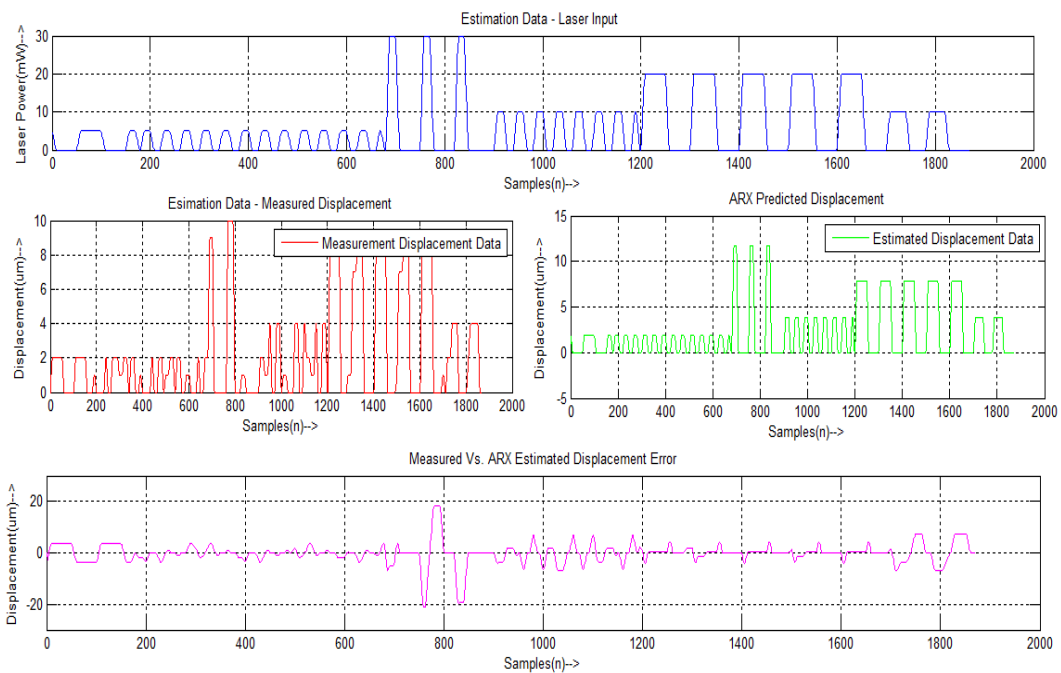 Estimation Data - Laser Input
Laser Power(mW)-->
30
20
10
0
0 200 400 600 800 1000 1200 1400 1600 1800 2000
Samples(n)-->
Esimation Data - Measured Displacement
Displacement(um)-->
10
8
6
4
2
0
Measurement Displacement Data
0 200 400 600 800 1000 1200 1400 1600 1800 2000
Samples(n)-->
ARX Predicted Displacement
Displacement(um)-->
15
10
5
0
-5
Estimated Displacement Data
0 200 400 600 800 1000 1200 1400 1600 1800 2000
Samples(n)-->
Measured Vs. ARX Estimated Displacement Error
Displacement(um)-->
20
0
-20
0 200 400 600 800 1000 1200 1400 1600 1800 2000
Samples(n)-->